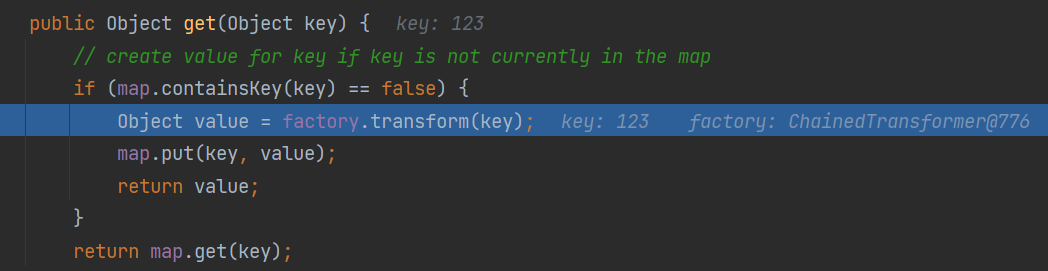 public Object get(Object key) {   key: 123
    // create value for key if key is not currently in the map
    if (map.containsKey(key) == false) {
        Object value = factory.transform(key);   key: 123    factory: ChainedTransformer@776
        map.put(key, value);
        return value;
    }
    return map.get(key);